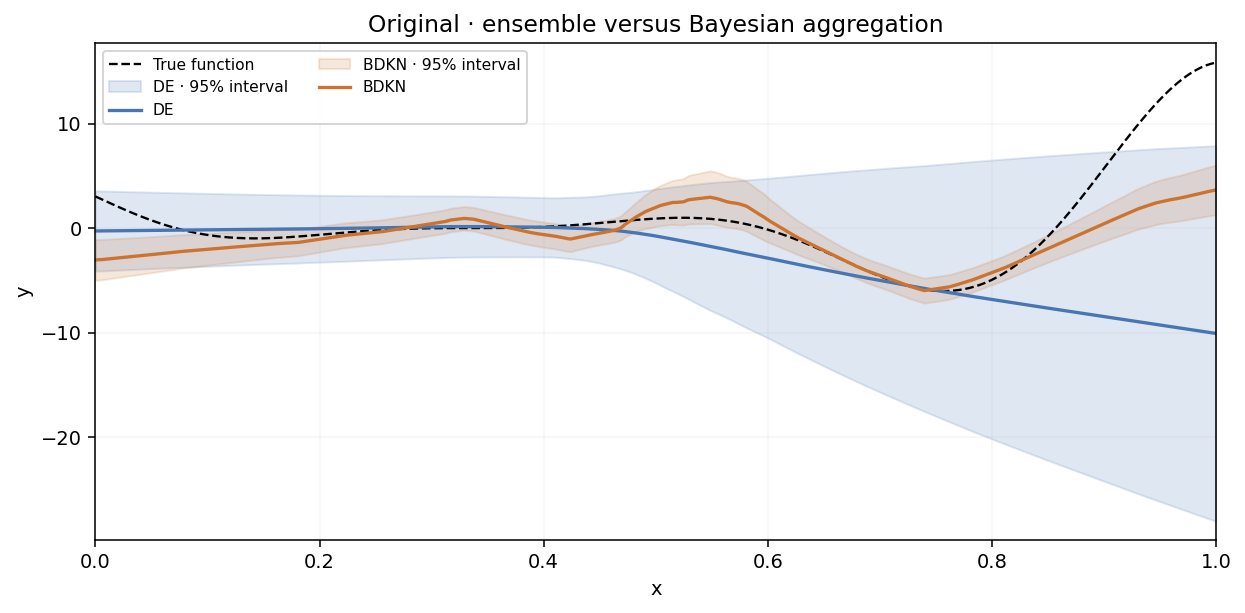 Original · ensemble versus Bayesian aggregation
True function
DE · 95% interval
DE
BDKN · 95% interval
BDKN
10
0
−10
−20
y
0.0 0.2 0.4 0.6 0.8 1.0
x